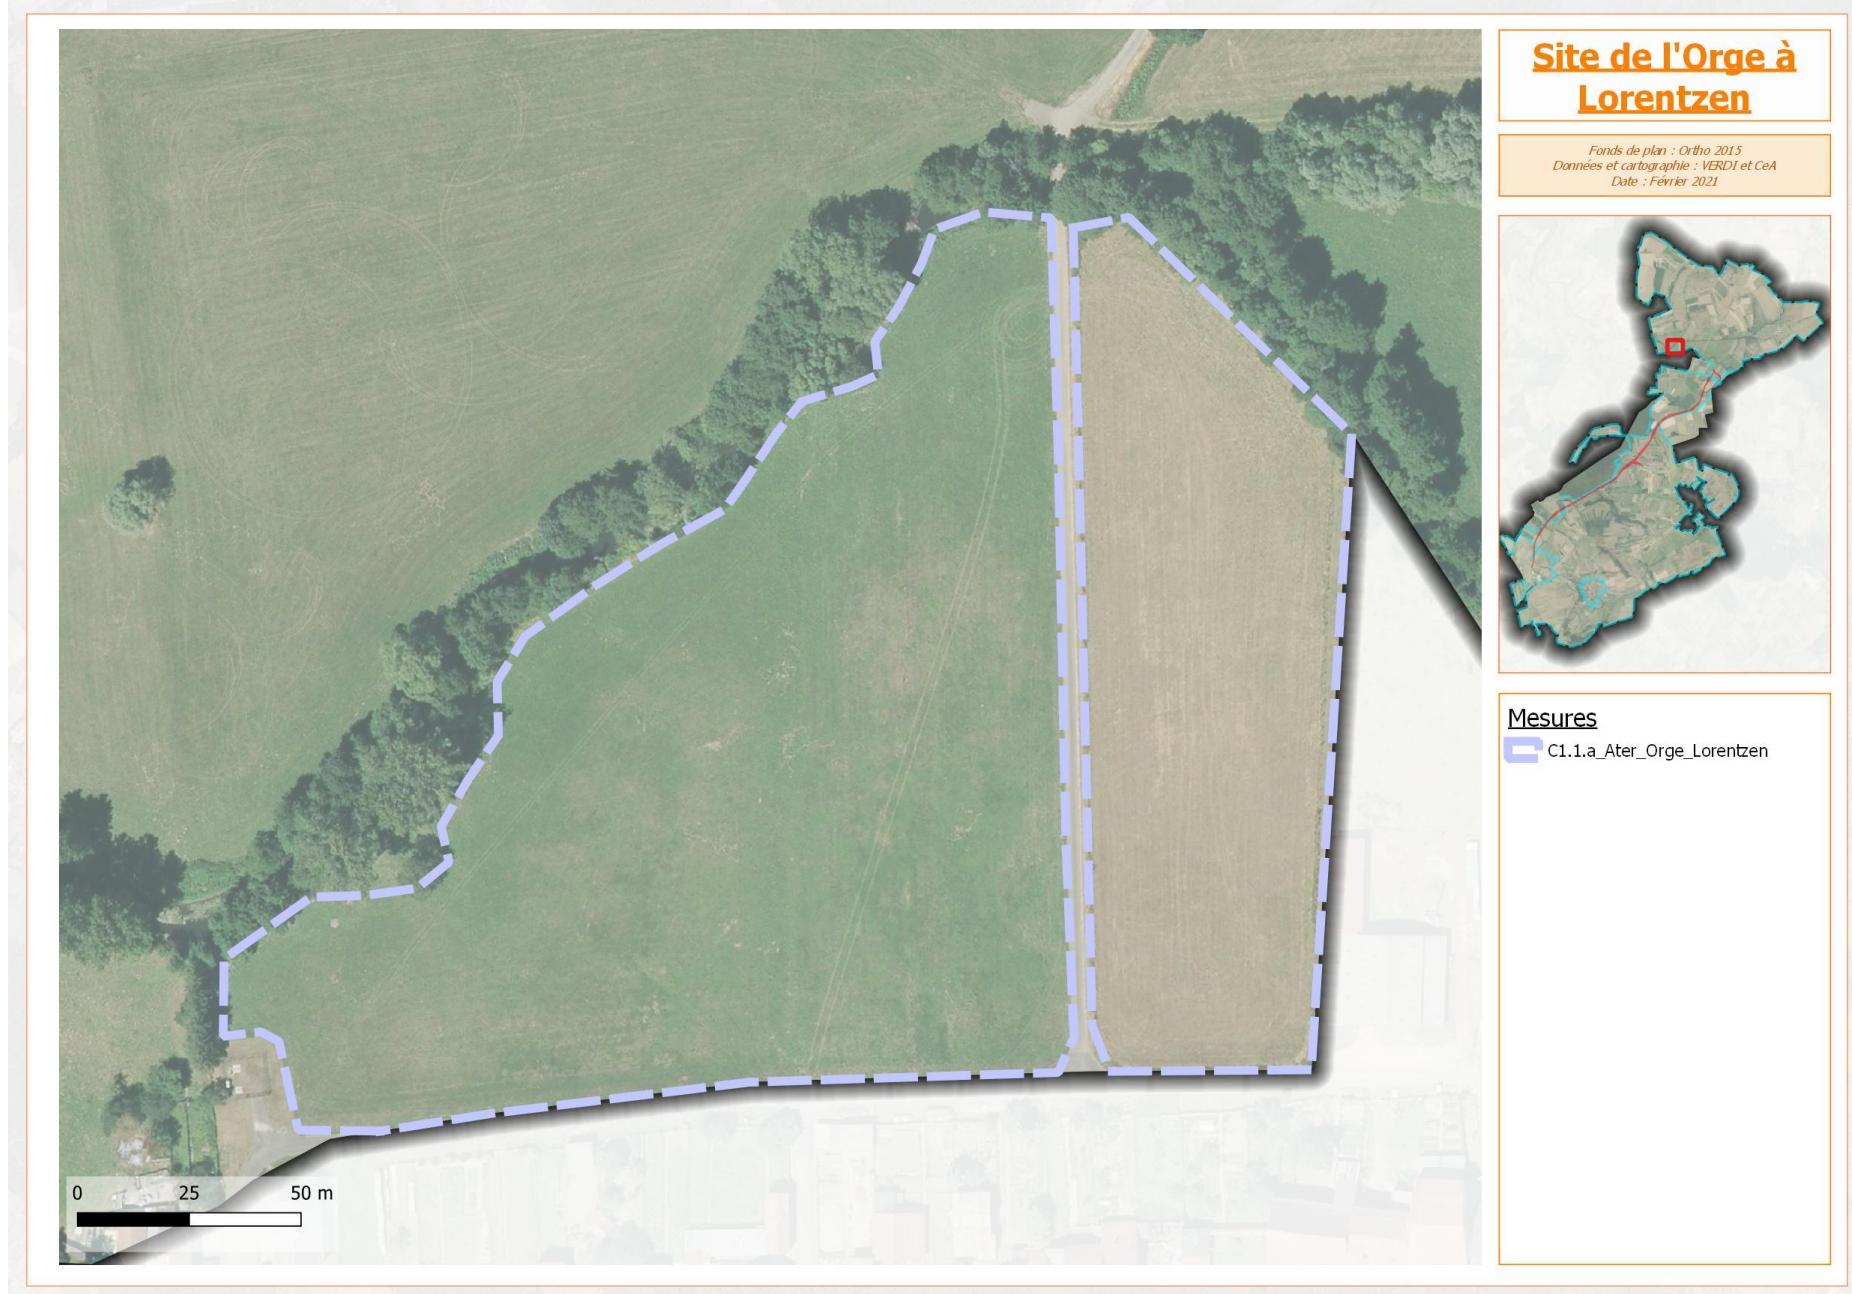 Site de l'Orge à
Lorentzen
Fonds de plan : Ortho 2015
Données et cartographie : VERDI et CeA
Date : Février 2021
Mesures
C1.1.a_Ater_Orge_Lorentzen
0 25 50 m